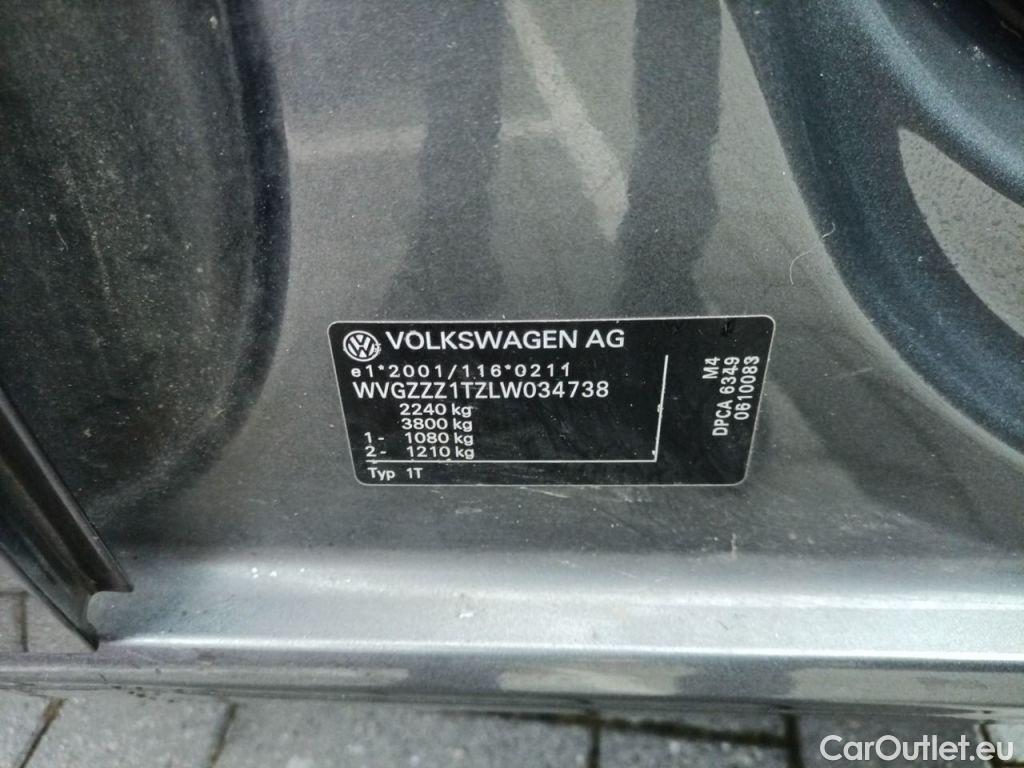 VOLKSWAGEN AG
e1*2001/116*0211
WVGZZZ1TZLW034738
2240 kg
3800 kg
1- 1080 kg
2- 1210 kg
Typ 1T
M4
DPCA 6349
0610083
CarOutlet.eu